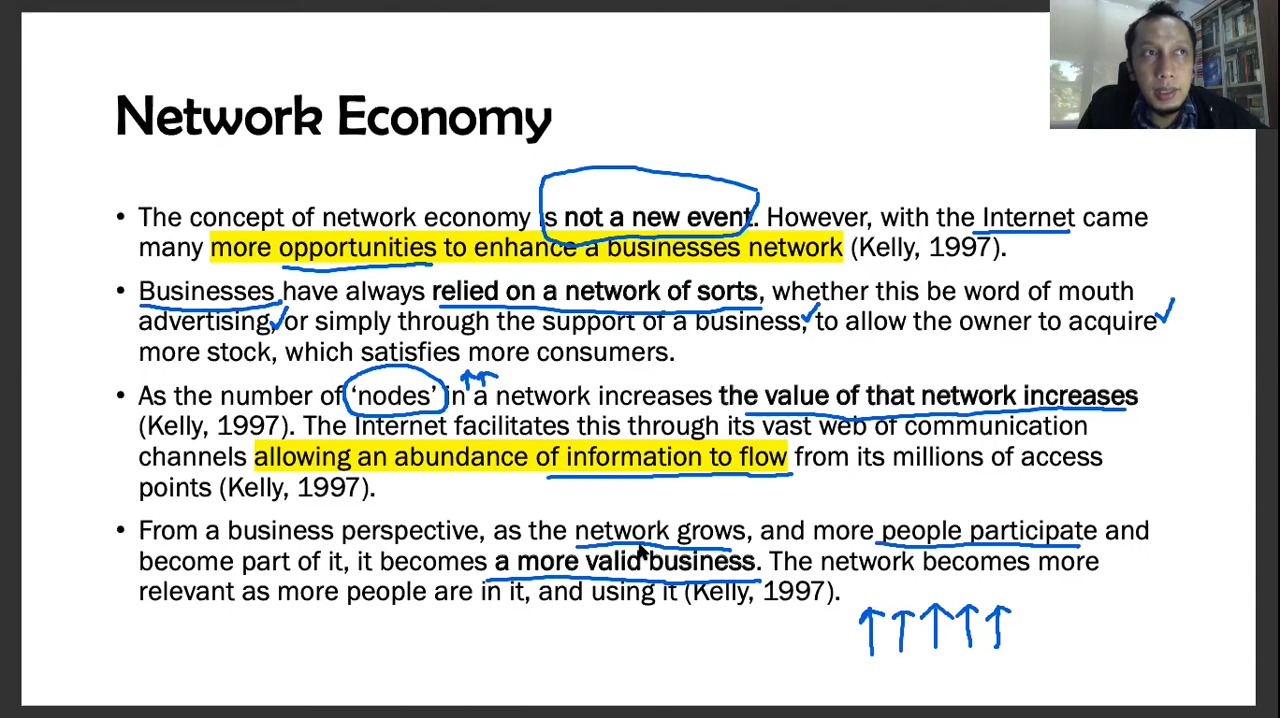 Network Economy
• The concept of network economy is not a new event. However, with the Internet came
many more opportunities to enhance a businesses network (Kelly, 1997).
• Businesses have always relied on a network of sorts, whether this be word of mouth
advertising, or simply through the support of a business, to allow the owner to acquire
more stock, which satisfies more consumers.
• As the number of ‘nodes’ in a network increases the value of that network increases
(Kelly, 1997). The Internet facilitates this through its vast web of communication
channels allowing an abundance of information to flow from its millions of access
points (Kelly, 1997).
• From a business perspective, as the network grows, and more people participate and
become part of it, it becomes a more valid business. The network becomes more
relevant as more people are in it, and using it (Kelly, 1997).